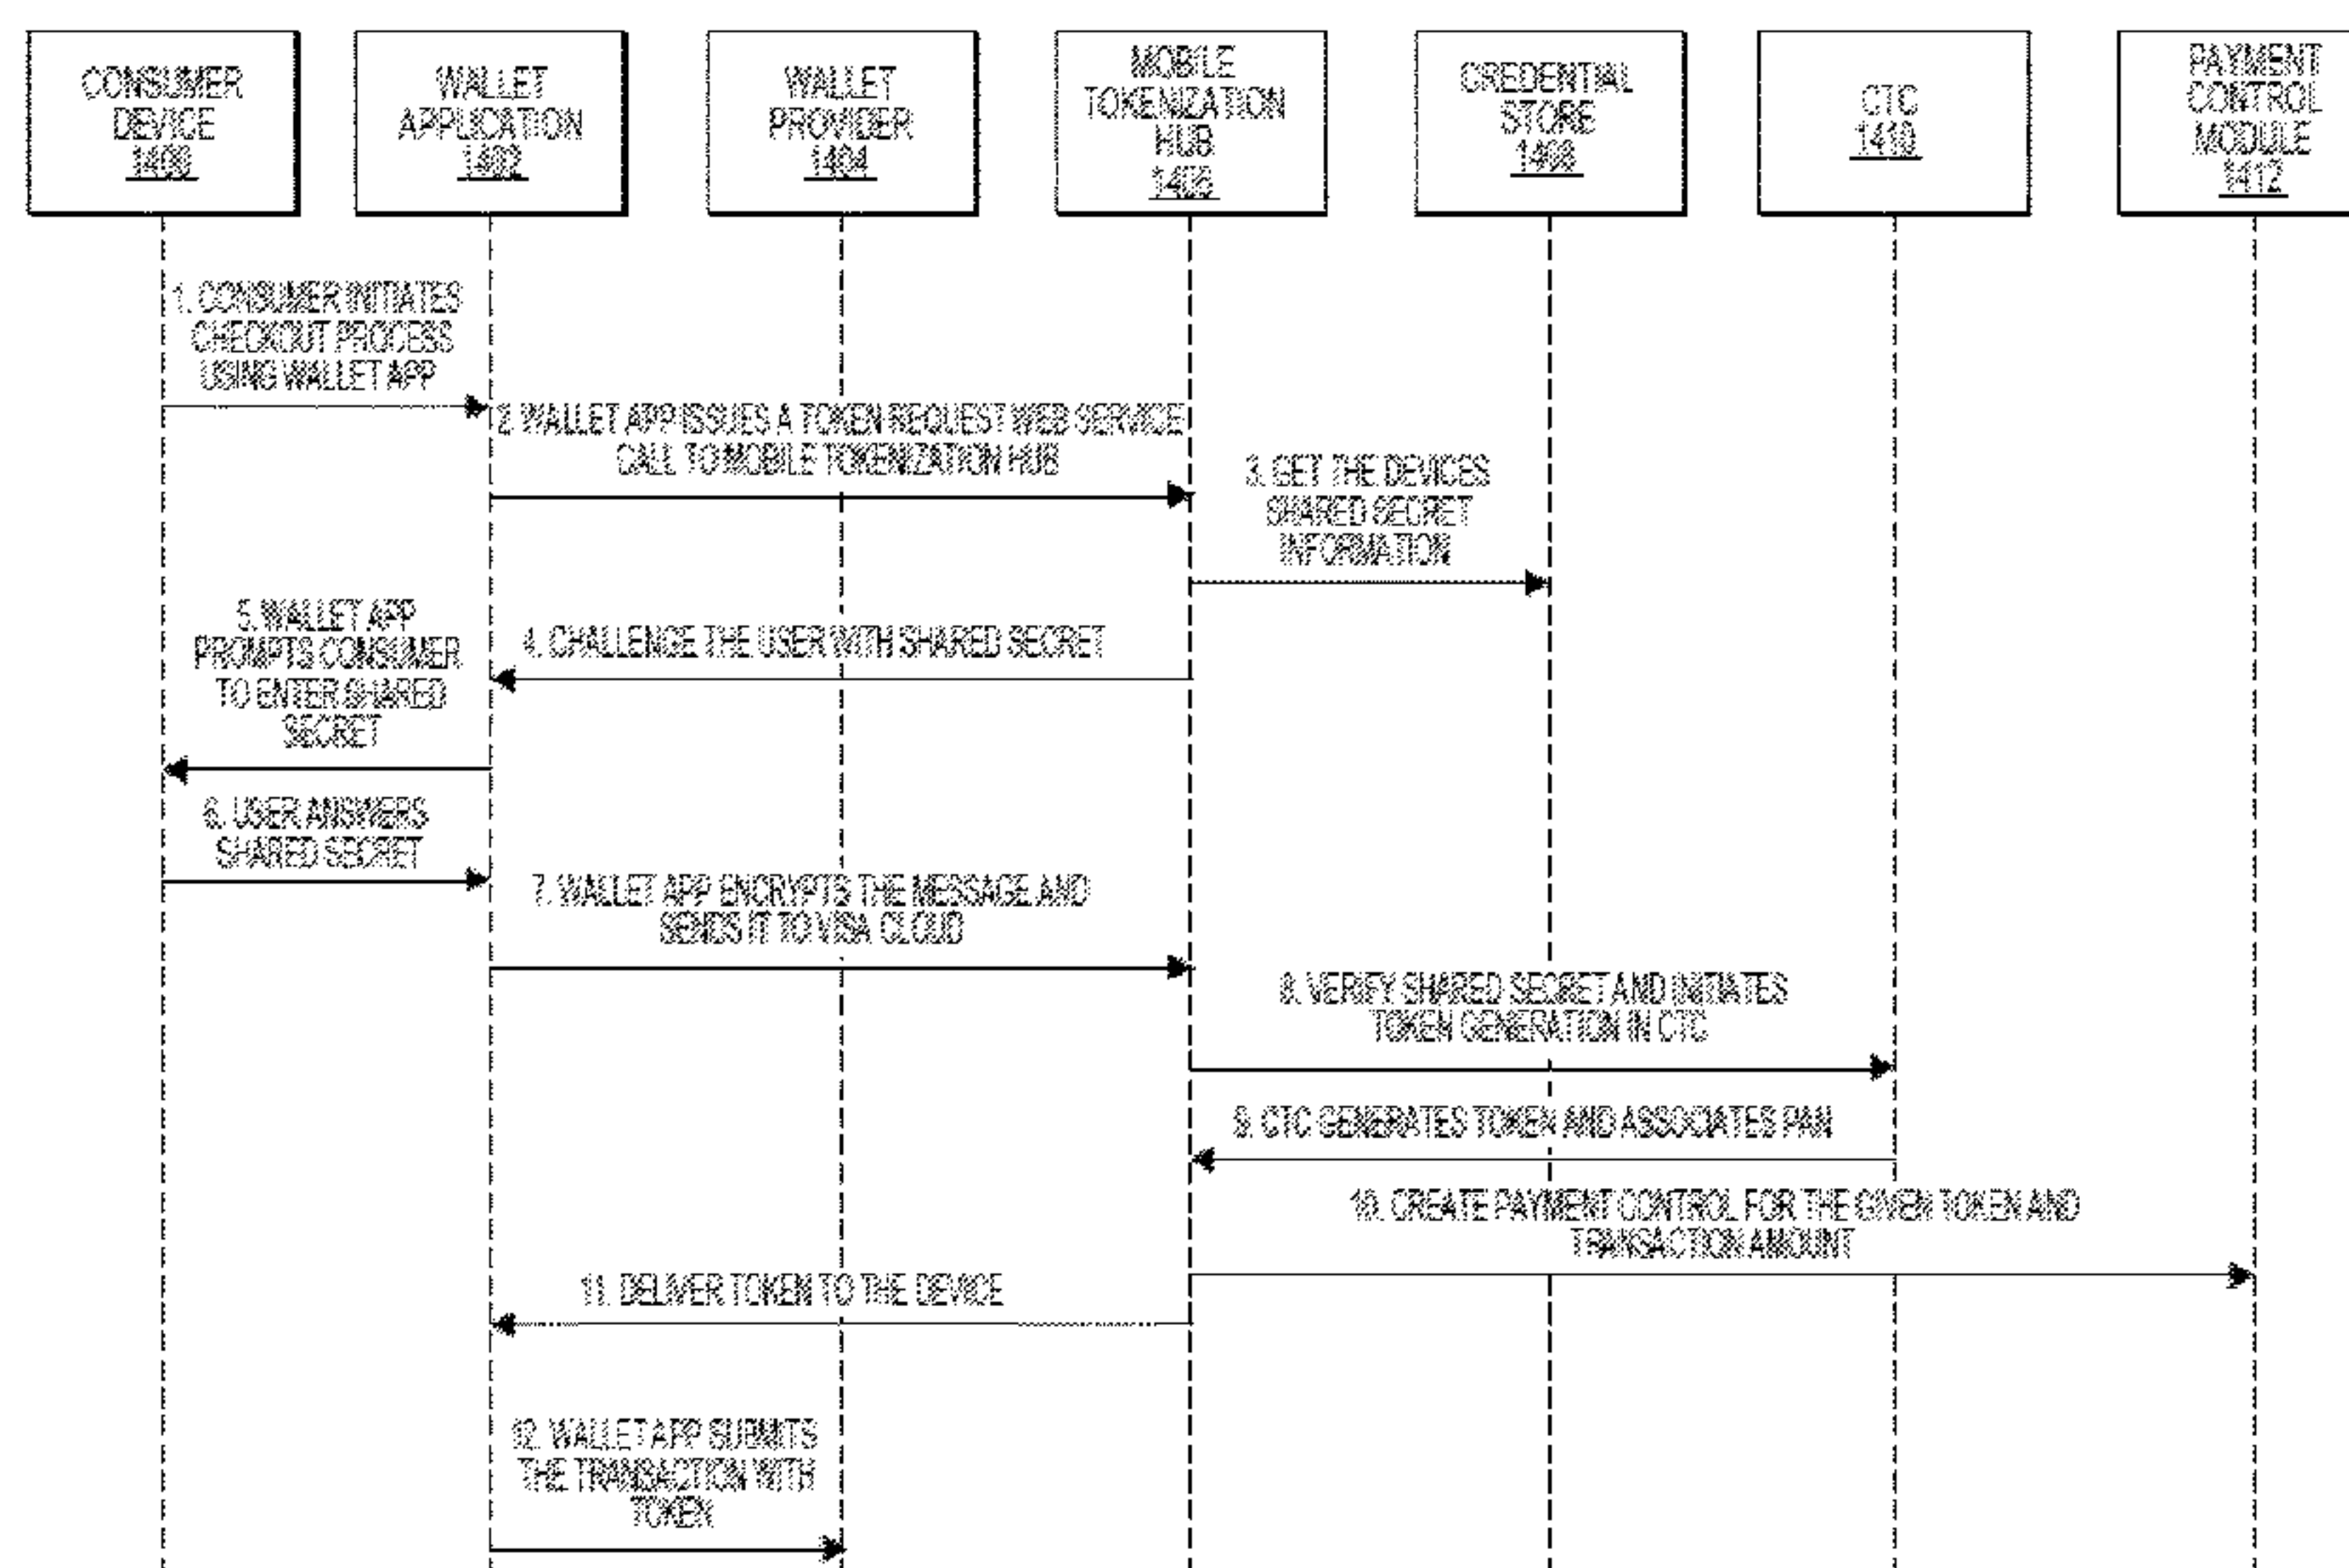 CONSUMER
DEVICE
1400
WALLET
APPLICATION
1402
WALLET
PROVIDER
1404
MOBILE
TOKENIZATION
HUB
1406
CREDENTIAL
STORE
1408
CTC
1410
PAYMENT
CONTROL
MODULE
1412
1. CONSUMER INITIATES
CHECKOUT PROCESS
USING WALLET APP
2. WALLET APP ISSUES A TOKEN REQUEST WEB SERVICE
CALL TO MOBILE TOKENIZATION HUB
3. GET THE DEVICES
SHARED SECRET
INFORMATION
4. CHALLENGE THE USER WITH SHARED SECRET
5. WALLET APP
PROMPTS CONSUMER
TO ENTER SHARED
SECRET
6. USER ANSWERS
SHARED SECRET
7. WALLET APP ENCRYPTS THE MESSAGE AND
SENDS IT TO VISA CLOUD
8. VERIFY SHARED SECRET AND INITIATES
TOKEN GENERATION IN CTC
9. CTC GENERATES TOKEN AND ASSOCIATES PAN
10. CREATE PAYMENT CONTROL FOR THE GIVEN TOKEN AND
TRANSACTION AMOUNT
11. DELIVER TOKEN TO THE DEVICE
12. WALLET APP SUBMITS
THE TRANSACTION WITH
TOKEN